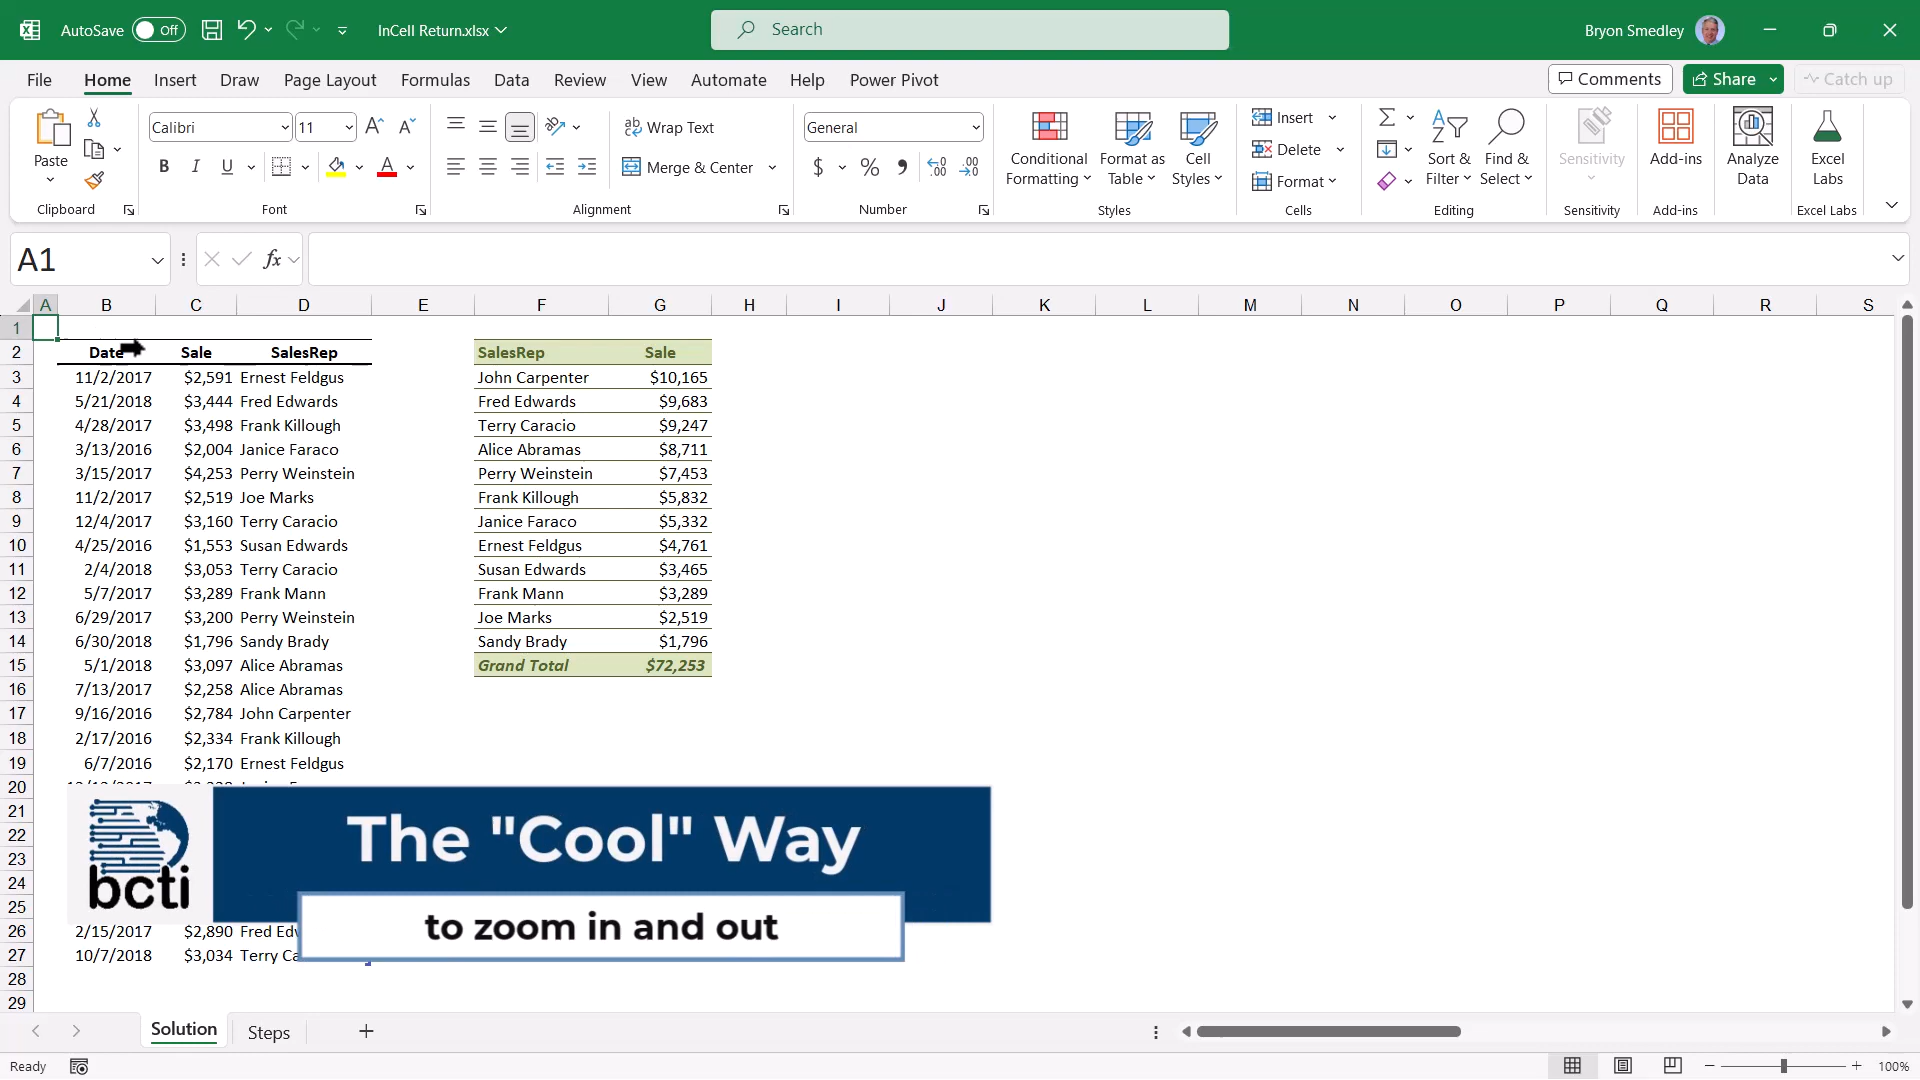 AutoSave Off InCell Return.xlsx Search Bryon Smedley
File Home Insert Draw Page Layout Formulas Data Review View Automate Help Power Pivot Comments Share Catch up
Paste
Clipboard
Calibri 11
B I U
Font
Wrap Text
Merge & Center
Alignment
General
$ % , .00 .00
Number
Conditional Formatting
Format as Table
Cell Styles
Styles
Insert
Delete
Format
Cells
Sort & Filter
Find & Select
Editing
Sensitivity
Sensitivity
Add-ins
Add-ins
Analyze Data
Excel Labs
Excel Labs
A1 fx
A B C D E F G H I J K L M N O P Q R S
1
2 Date Sale SalesRep SalesRep Sale
3 11/2/2017 $2,591 Ernest Feldgus John Carpenter $10,165
4 5/21/2018 $3,444 Fred Edwards Fred Edwards $9,683
5 4/28/2017 $3,498 Frank Killough Terry Caracio $9,247
6 3/13/2016 $2,004 Janice Faraco Alice Abramas $8,711
7 3/15/2017 $4,253 Perry Weinstein Perry Weinstein $7,453
8 11/2/2017 $2,519 Joe Marks Frank Killough $5,832
9 12/4/2017 $3,160 Terry Caracio Janice Faraco $5,332
10 4/25/2016 $1,553 Susan Edwards Ernest Feldgus $4,761
11 2/4/2018 $3,053 Terry Caracio Susan Edwards $3,465
12 5/7/2017 $3,289 Frank Mann Frank Mann $3,289
13 6/29/2017 $3,200 Perry Weinstein Joe Marks $2,519
14 6/30/2018 $1,796 Sandy Brady Sandy Brady $1,796
15 5/1/2018 $3,097 Alice Abramas Grand Total $72,253
16 7/13/2017 $2,258 Alice Abramas
17 9/16/2016 $2,784 John Carpenter
18 2/17/2016 $2,334 Frank Killough
19 6/7/2016 $2,170 Ernest Feldgus
20
21
22
23
24
25
26 2/15/2017 $2,890 Fred Edw
27 10/7/2018 $3,034 Terry Ca
28
29
bcti
The "Cool" Way
to zoom in and out
Solution Steps +
Ready 100%